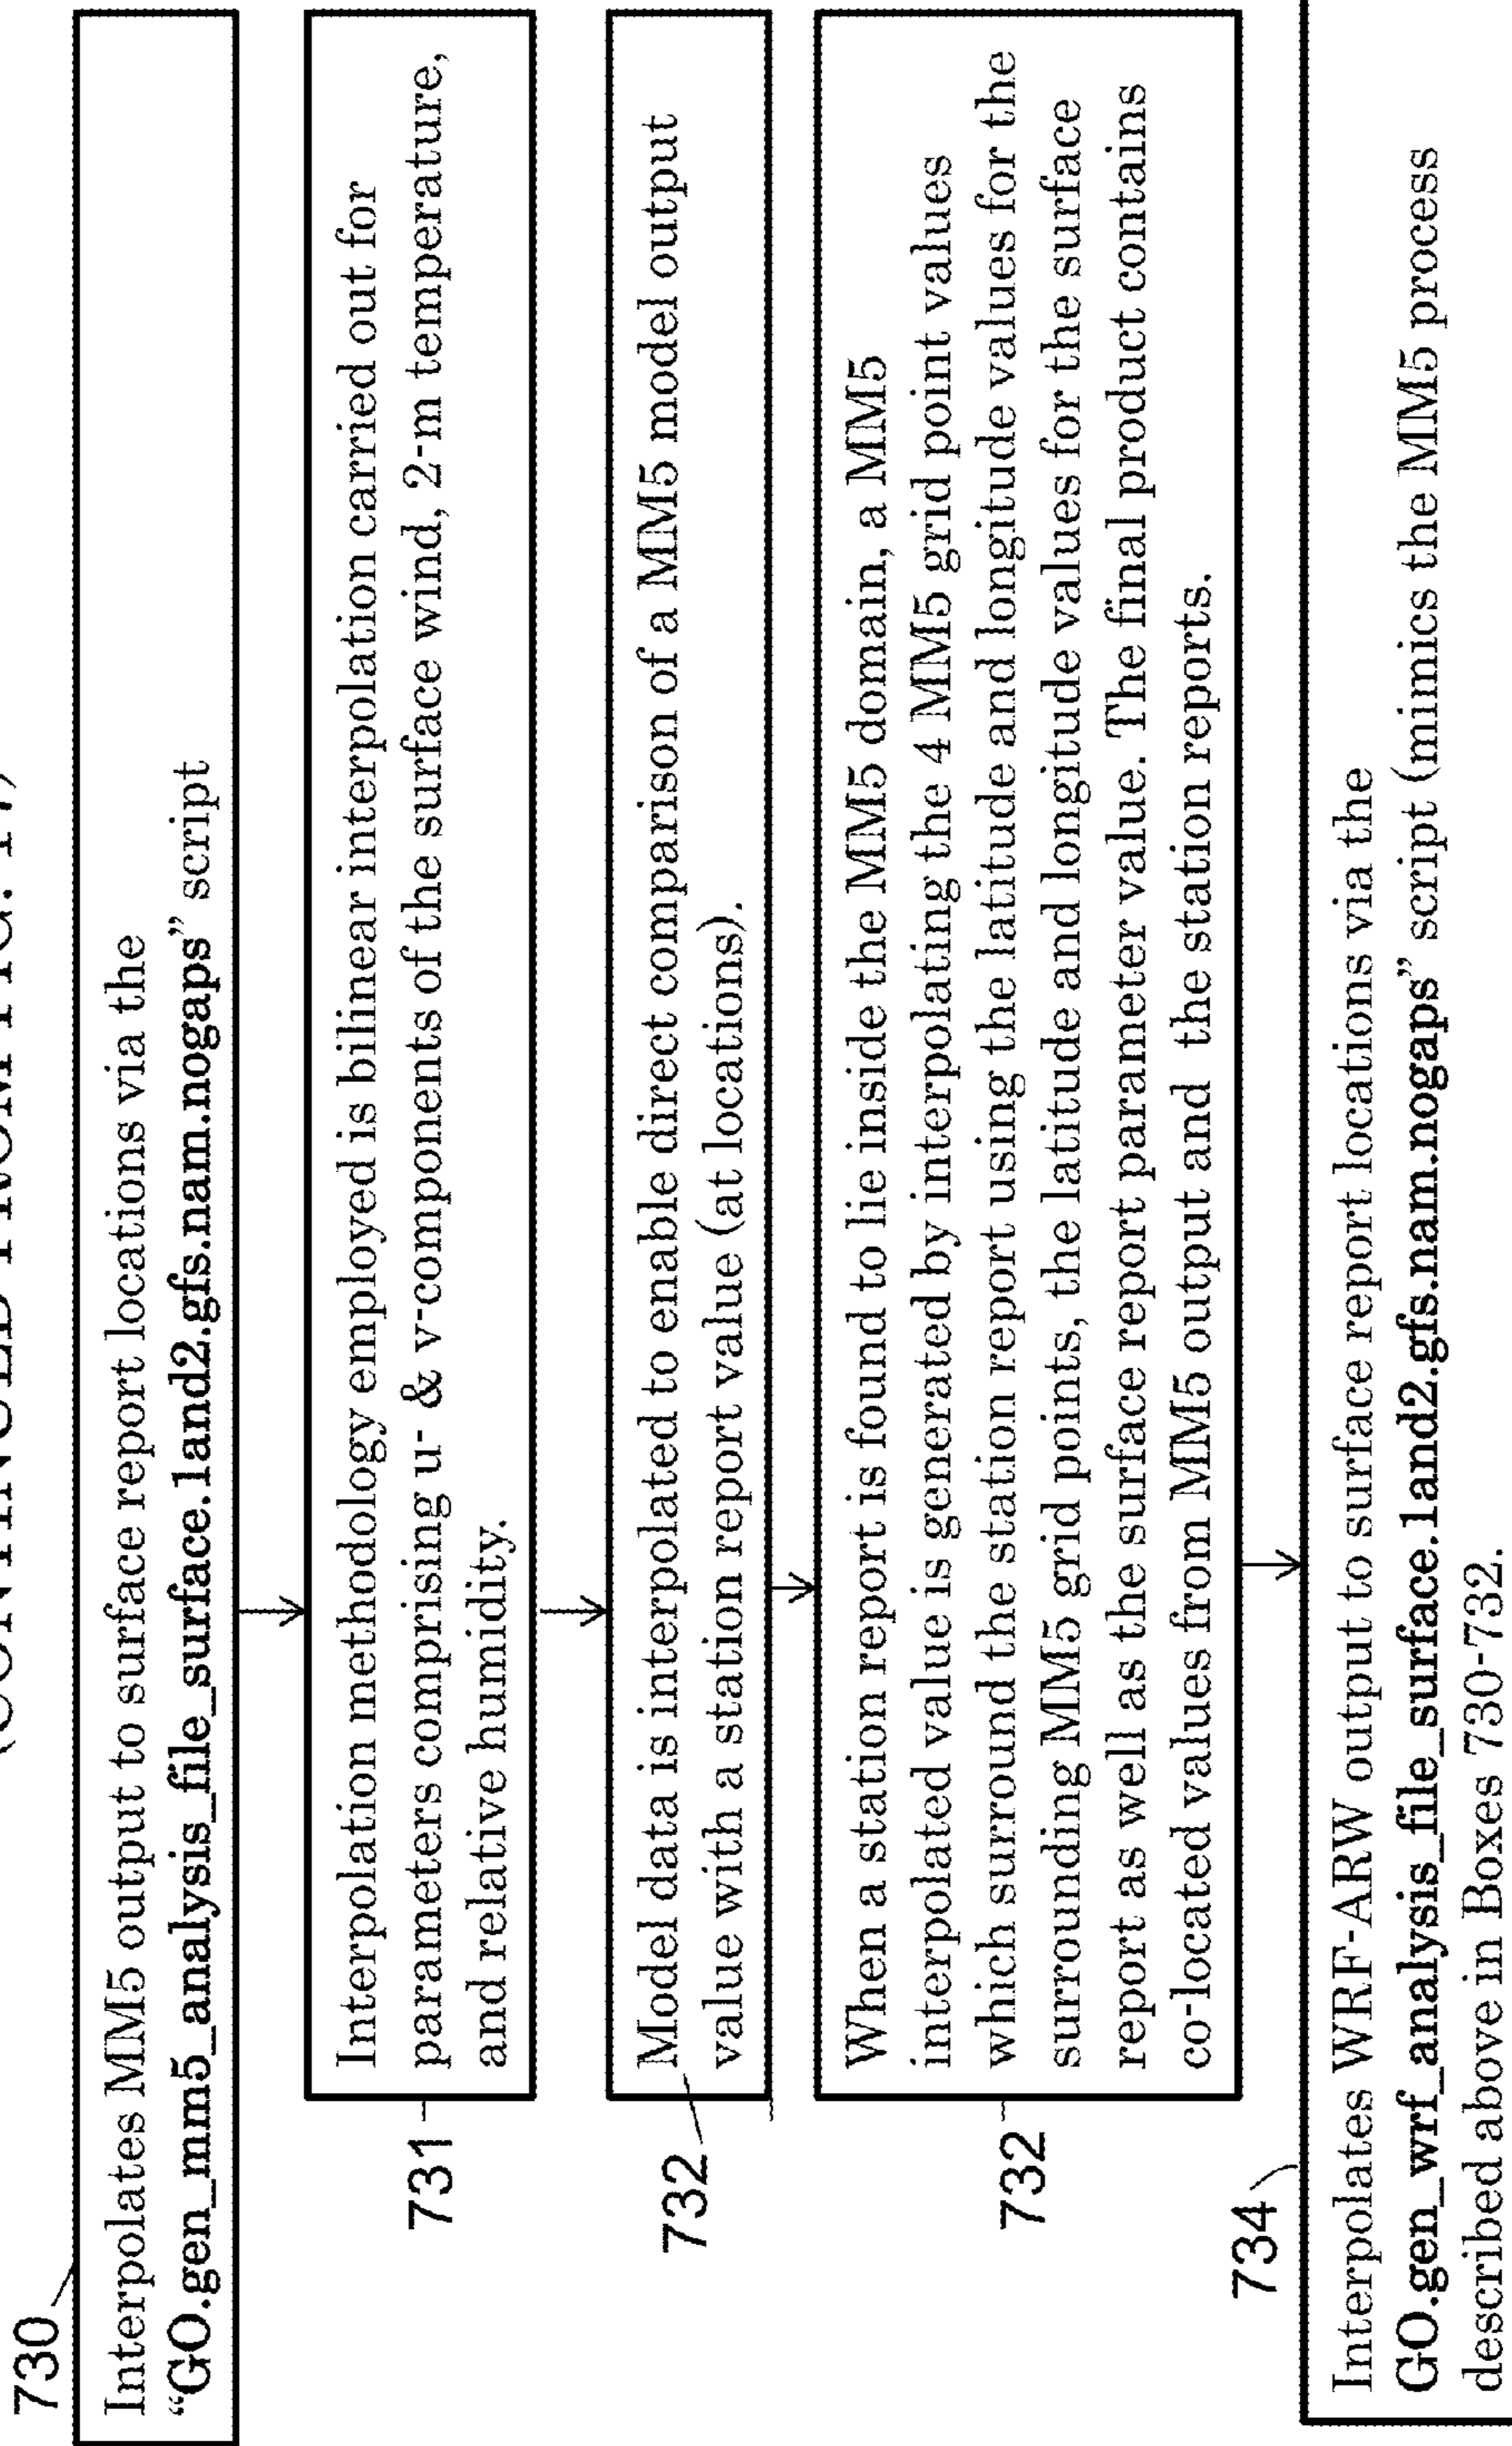 730
Interpolates MM5 output to surface report locations via the
“GO.gen_mm5_analysis_file_surface.1and2.gfs.nam.nogaps” script
731
Interpolation methodology employed is bilinear interpolation carried out for
parameters comprising u- & v-components of the surface wind, 2-m temperature,
and relative humidity.
732
Model data is interpolated to enable direct comparison of a MM5 model output
value with a station report value (at locations).
732
When a station report is found to lie inside the MM5 domain, a MM5
interpolated value is generated by interpolating the 4 MM5 grid point values
which surround the station report using the latitude and longitude values for the
surrounding MM5 grid points, the latitude and longitude values for the surface
report as well as the surface report parameter value. The final product contains
co-located values from MM5 output and the station reports.
734
Interpolates WRF-ARW output to surface report locations via the
GO.gen_wrf_analysis_file_surface.1and2.gfs.nam.nogaps” script (mimics the MM5 process
described above in Boxes 730-732.